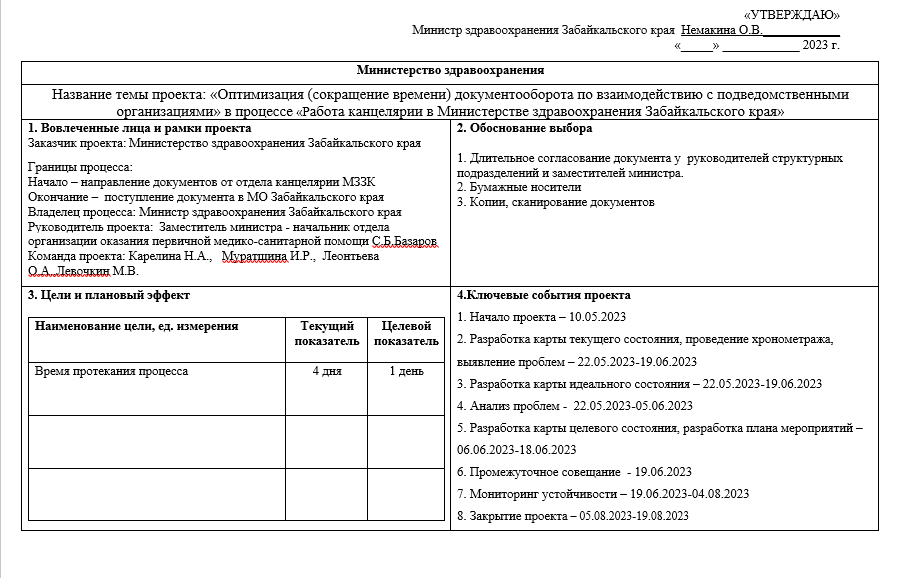 «УТВЕРЖДАЮ»
Министр здравоохранения Забайкальского края Немакина О.В.____________
«_____» ____________ 2023 г.
Министерство здравоохранения
Название темы проекта: «Оптимизация (сокращение времени) документооборота по взаимодействию с подведомственными
организациями» в процессе «Работа канцелярии в Министерстве здравоохранения Забайкальского края»
1. Вовлеченные лица и рамки проекта
Заказчик проекта: Министерство здравоохранения Забайкальского края
Границы процесса:
Начало – направление документов от отдела канцелярии МЗЗК
Окончание – поступление документа в МО Забайкальского края
Владелец процесса: Министр здравоохранения Забайкальского края
Руководитель проекта: Заместитель министра - начальник отдела
организации оказания первичной медико-санитарной помощи С.Б.Базаров
Команда проекта: Карелина Н.А., Муратшина И.Р., Леонтьева
О.А.,Левочкин М.В.
2. Обоснование выбора
1. Длительное согласование документа у руководителей структурных
подразделений и заместителей министра.
2. Бумажные носители
3. Копии, сканирование документов
3. Цели и плановый эффект
Наименование цели, ед. измерения
Текущий
показатель
Целевой
показатель
Время протекания процесса
4 дня
1 день
4.Ключевые события проекта
1. Начало проекта – 10.05.2023
2. Разработка карты текущего состояния, проведение хронометража,
выявление проблем – 22.05.2023-19.06.2023
3. Разработка карты идеального состояния – 22.05.2023-19.06.2023
4. Анализ проблем - 22.05.2023-05.06.2023
5. Разработка карты целевого состояния, разработка плана мероприятий –
06.06.2023-18.06.2023
6. Промежуточное совещание - 19.06.2023
7. Мониторинг устойчивости – 19.06.2023-04.08.2023
8. Закрытие проекта – 05.08.2023-19.08.2023